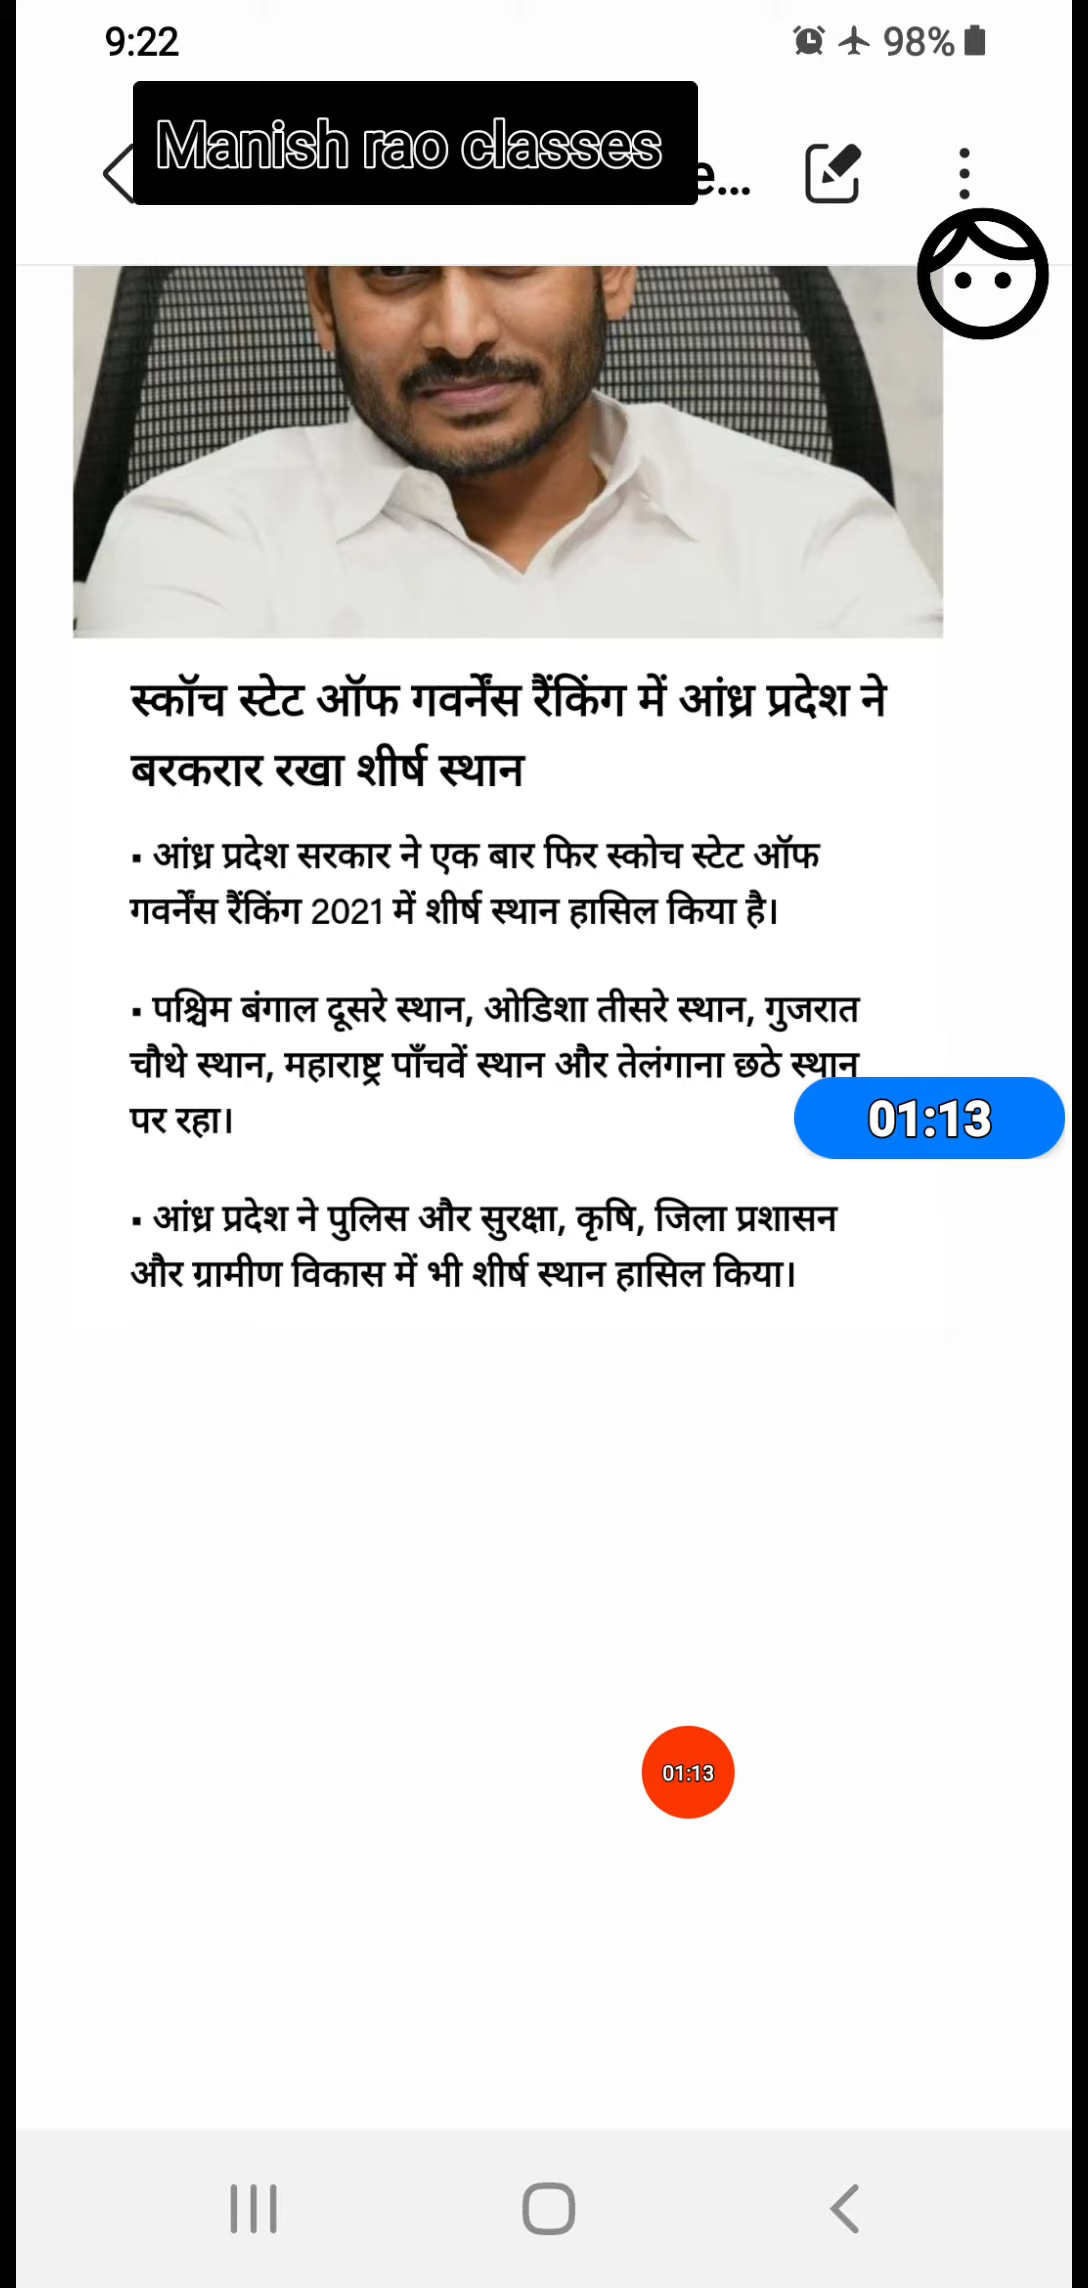 9:22
98%
Manish rao classes
e...
स्कॉच स्टेट ऑफ गवर्नेंस रैंकिंग में आंध्र प्रदेश ने
बरकरार रखा शीर्ष स्थान
▪ आंध्र प्रदेश सरकार ने एक बार फिर स्कोच स्टेट ऑफ
गवर्नेंस रैंकिंग 2021 में शीर्ष स्थान हासिल किया है।
▪ पश्चिम बंगाल दूसरे स्थान, ओडिशा तीसरे स्थान, गुजरात
चौथे स्थान, महाराष्ट्र पाँचवें स्थान और तेलंगाना छठे स्थान
पर रहा।
01:13
▪ आंध्र प्रदेश ने पुलिस और सुरक्षा, कृषि, जिला प्रशासन
और ग्रामीण विकास में भी शीर्ष स्थान हासिल किया।
01:13